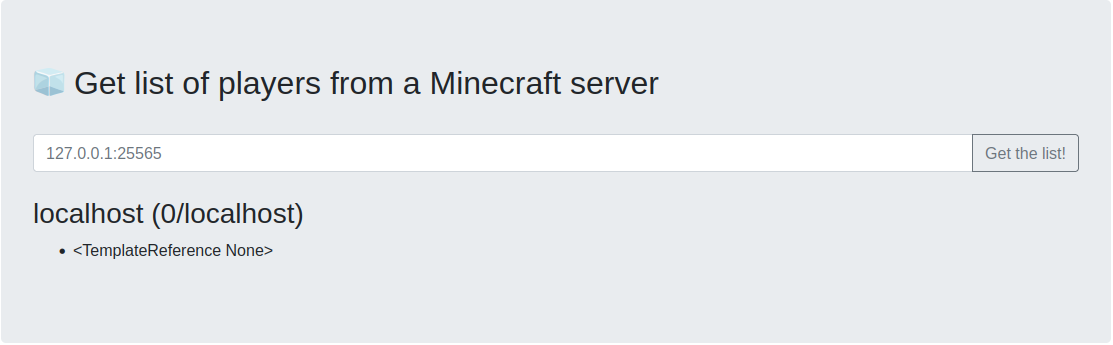 Get list of players from a Minecraft server
127.0.0.1:25565
Get the list!
localhost (0/localhost)
• <TemplateReference None>